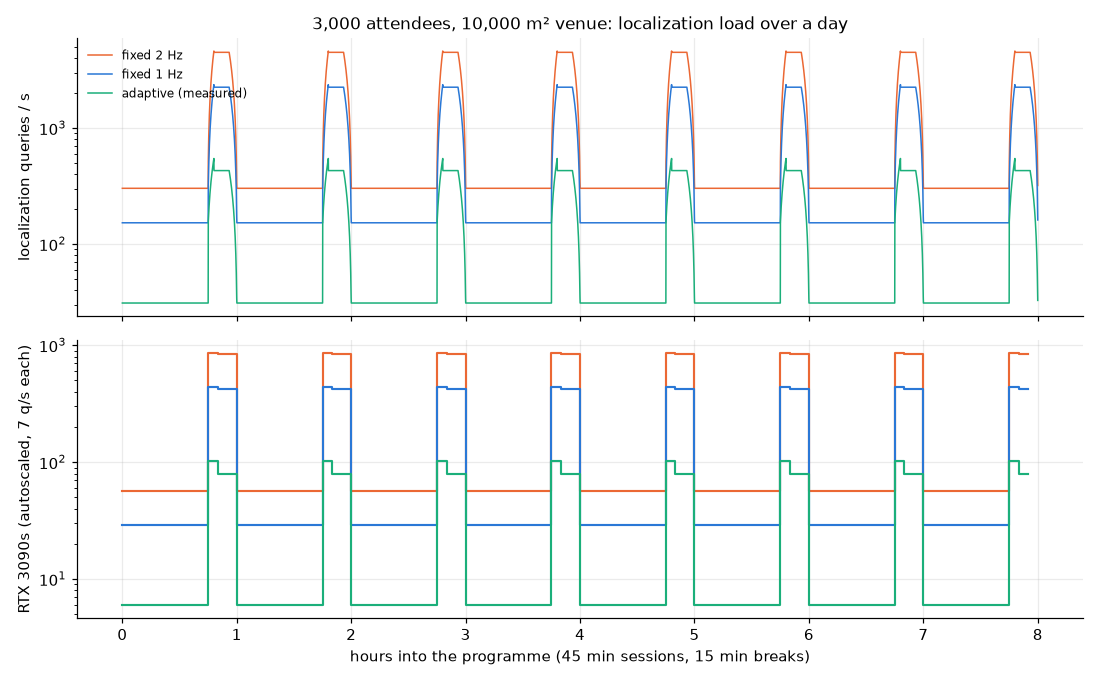 3,000 attendees, 10,000 m² venue: localization load over a day
fixed 2 Hz
fixed 1 Hz
adaptive (measured)
localization queries / s
10³
10²
RTX 3090s (autoscaled, 7 q/s each)
10³
10²
10¹
0 1 2 3 4 5 6 7 8
hours into the programme (45 min sessions, 15 min breaks)